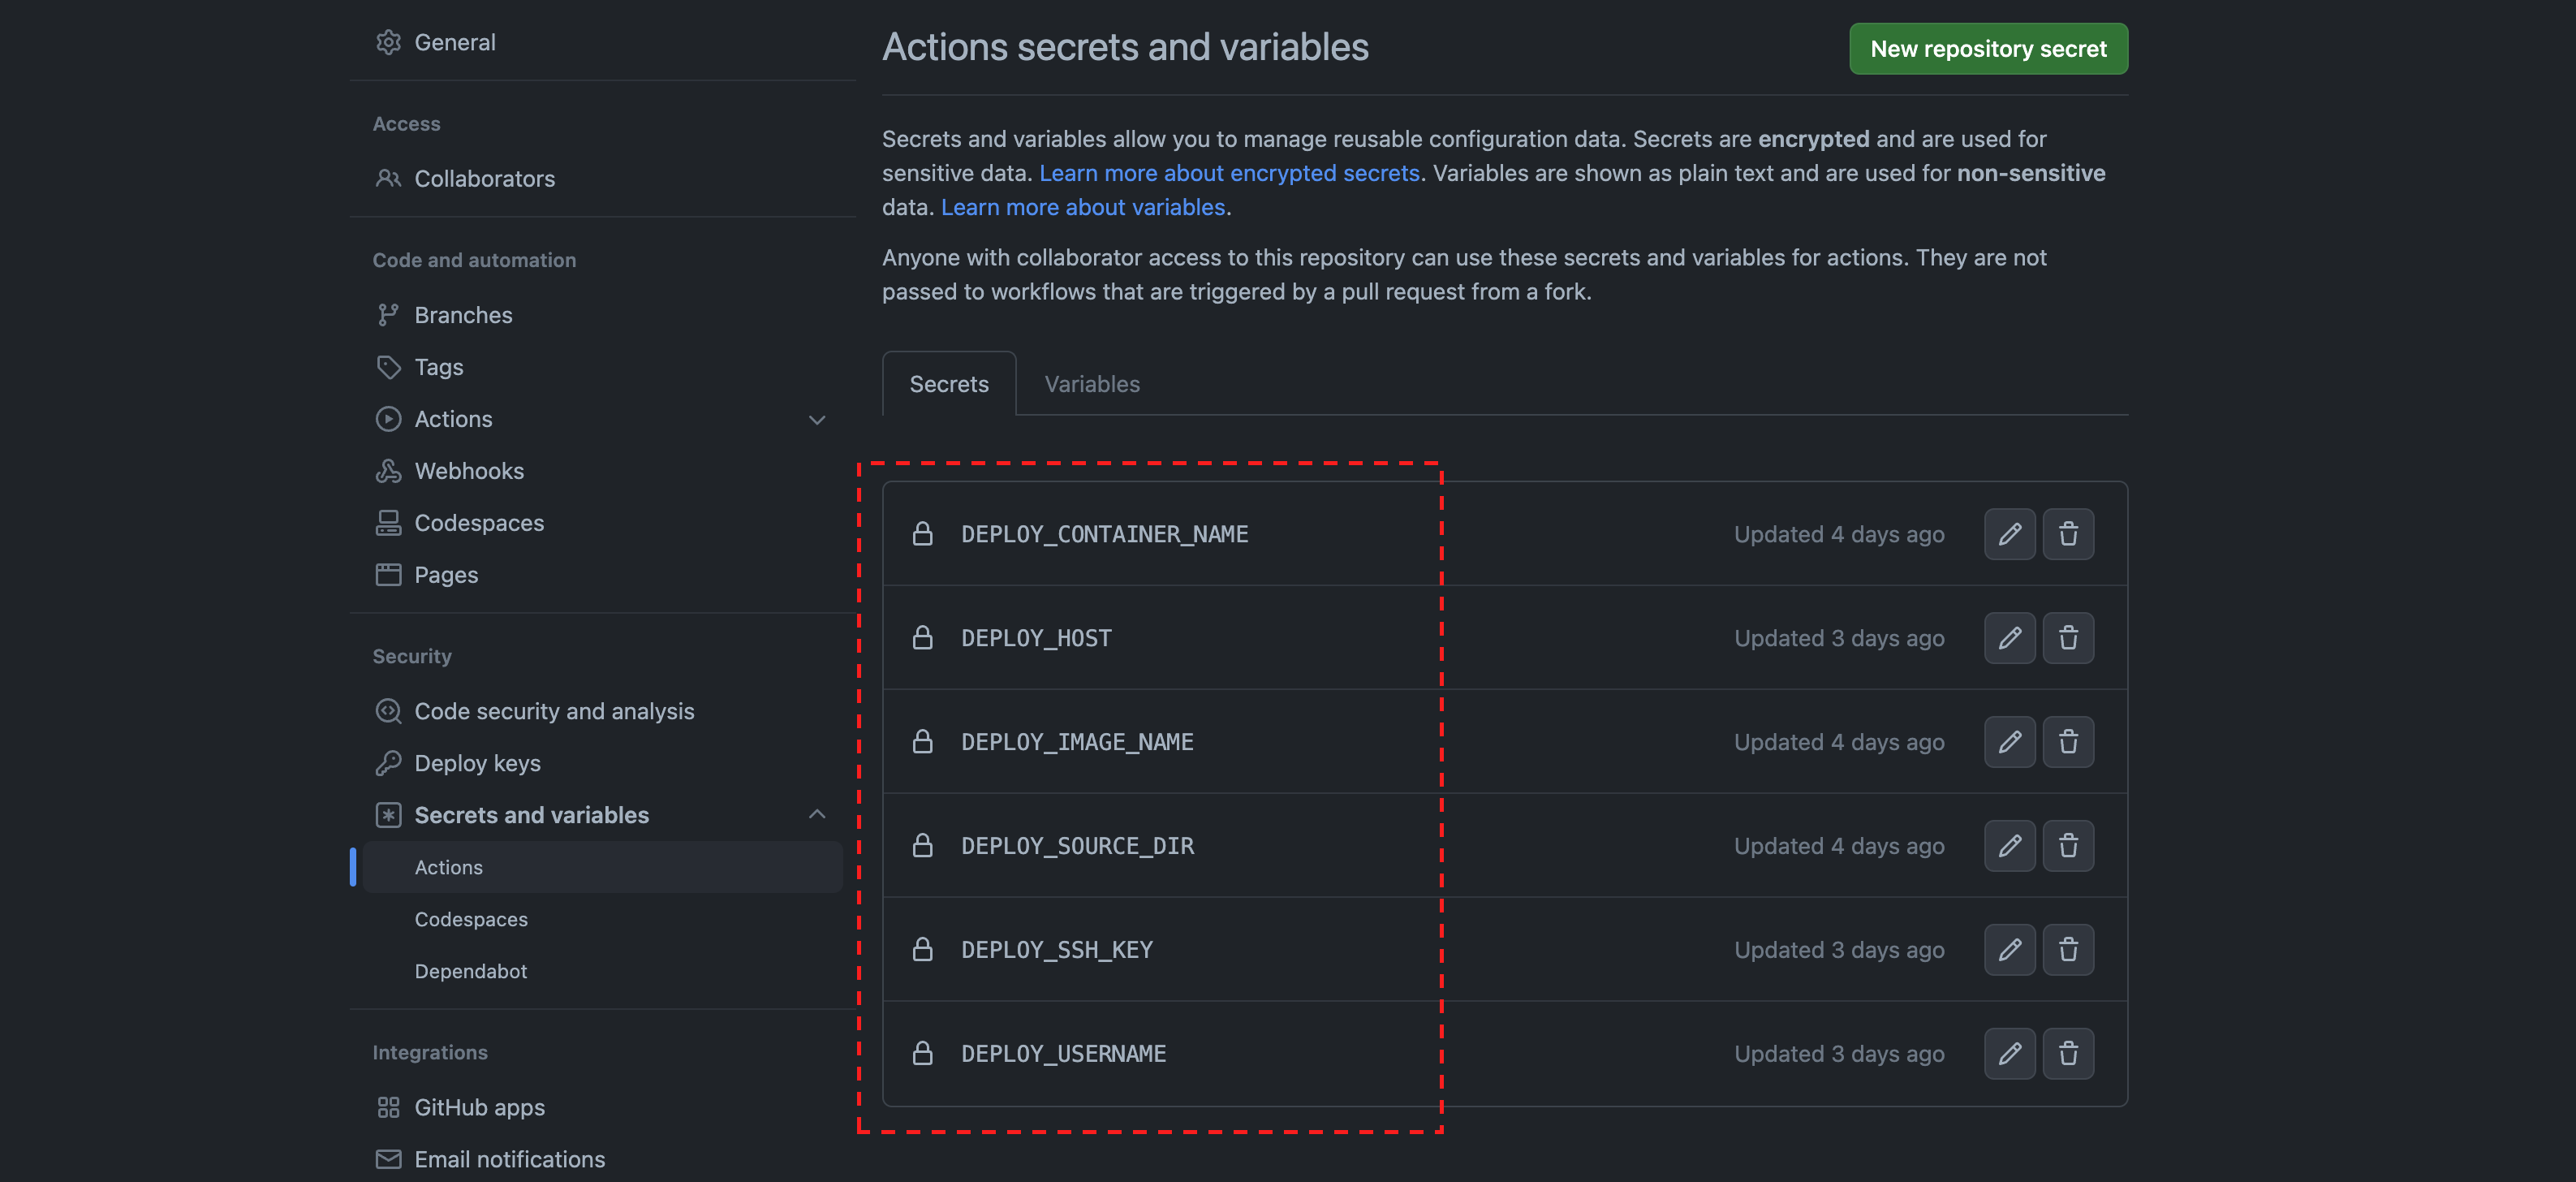 General
Access
Collaborators
Code and automation
Branches
Tags
Actions
Webhooks
Codespaces
Pages
Security
Code security and analysis
Deploy keys
Secrets and variables
Actions
Codespaces
Dependabot
Integrations
GitHub apps
Email notifications
Actions secrets and variables
New repository secret
Secrets and variables allow you to manage reusable configuration data. Secrets are encrypted and are used for
sensitive data. Learn more about encrypted secrets. Variables are shown as plain text and are used for non-sensitive
data. Learn more about variables.
Anyone with collaborator access to this repository can use these secrets and variables for actions. They are not
passed to workflows that are triggered by a pull request from a fork.
Secrets Variables
DEPLOY_CONTAINER_NAME Updated 4 days ago
DEPLOY_HOST Updated 3 days ago
DEPLOY_IMAGE_NAME Updated 4 days ago
DEPLOY_SOURCE_DIR Updated 4 days ago
DEPLOY_SSH_KEY Updated 3 days ago
DEPLOY_USERNAME Updated 3 days ago